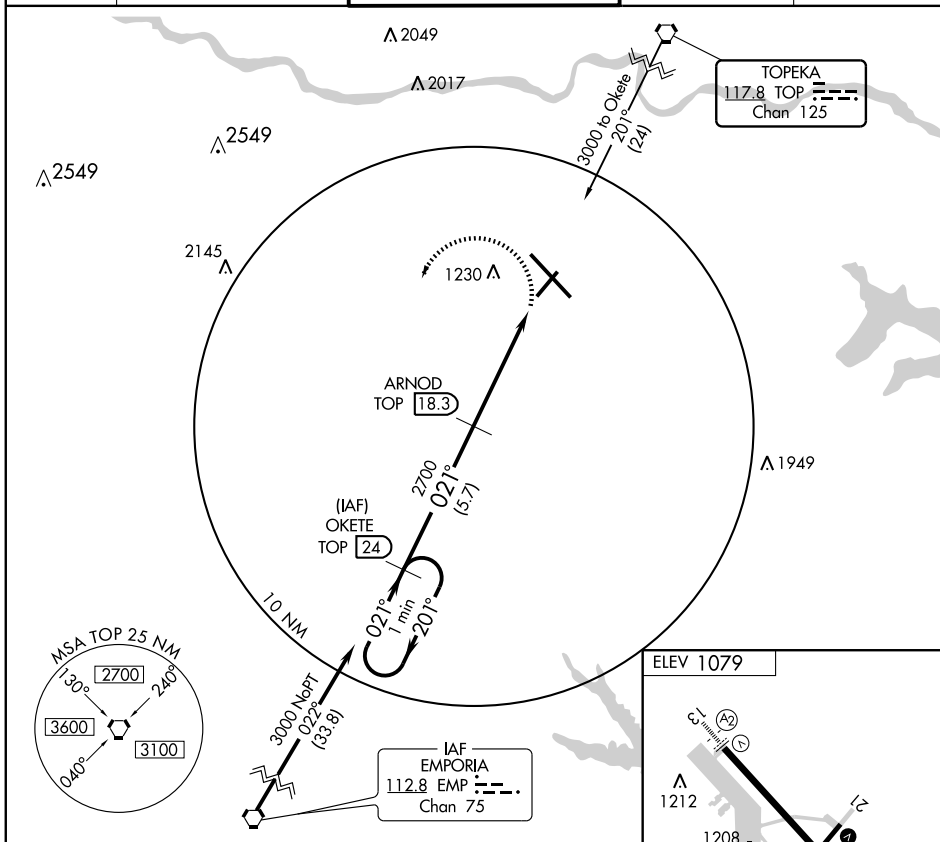 2049
2017
2549
2549
2145
TOPEKA
117.8 TOP
Chan 125
3000 to Okete
201°
(24)
1230
ARNOD
TOP 18.3
2700
021°
(5.7)
1949
(IAF)
OKETE
TOP 24
021°
1 min
201°
10 NM
3000 NoPT
022°
(33.8)
MSA TOP 25 NM
130°
2700
240°
3600
3100
040°
IAF
EMPORIA
112.8 EMP
Chan 75
ELEV 1079
13
A2
V
1212
21
1208
V